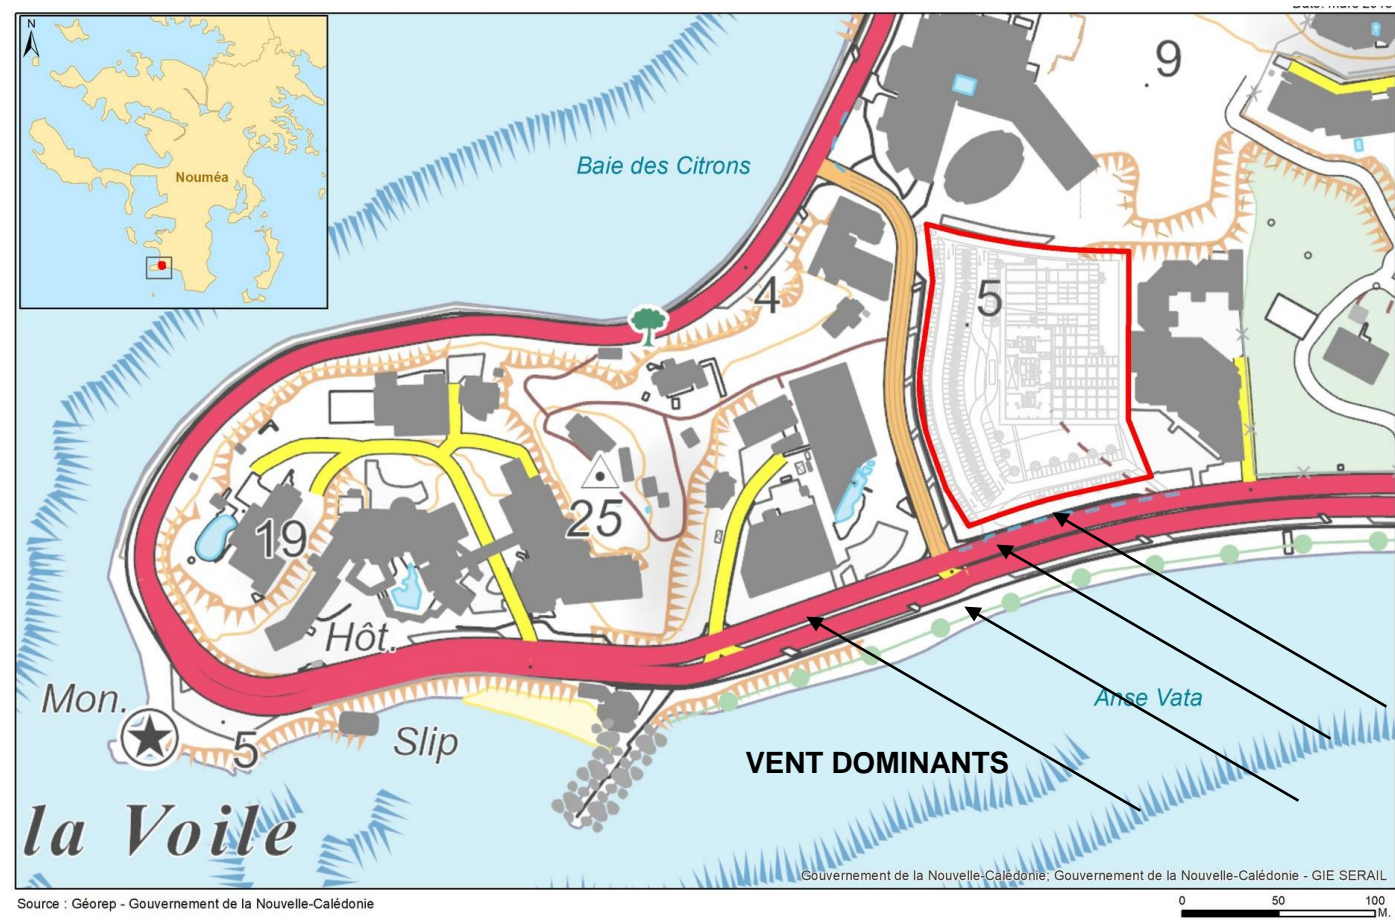 N
Nouméa
Baie des Citrons
9
4
5
19
25
Hôt.
Mon.
5
Slip
Anse Vata
VENT DOMINANTS
la Voile
Gouvernement de la Nouvelle-Calédonie; Gouvernement de la Nouvelle-Calédonie - GIE SERAIL
Source : Géorep - Gouvernement de la Nouvelle-Calédonie
0 50 100
M.